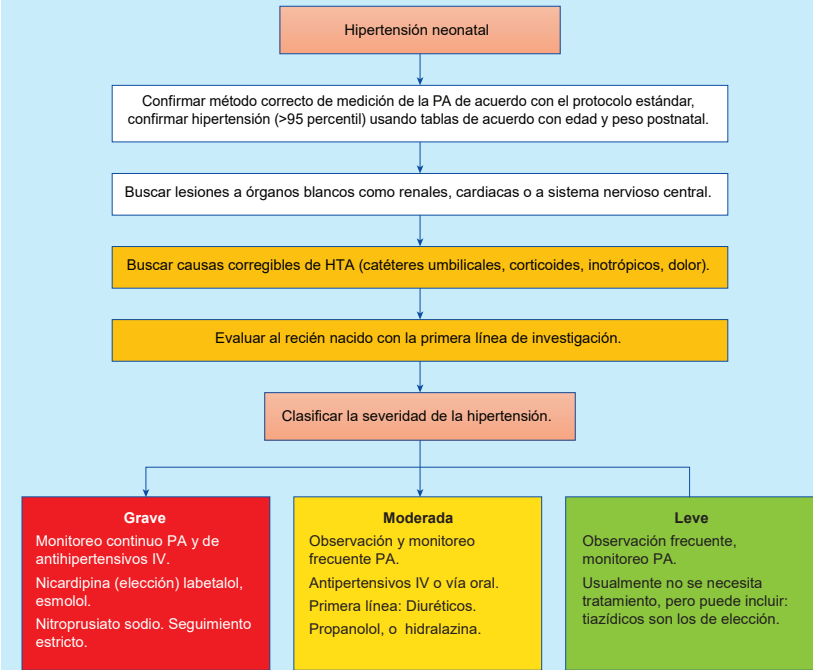 Hipertensión neonatal
Confirmar método correcto de medición de la PA de acuerdo con el protocolo estándar,
confirmar hipertensión (>95 percentil) usando tablas de acuerdo con edad y peso postnatal.
Buscar lesiones a órganos blancos como renales, cardiacas o a sistema nervioso central.
Buscar causas corregibles de HTA (catéteres umbilicales, corticoides, inotrópicos, dolor).
Evaluar al recién nacido con la primera línea de investigación.
Clasificar la severidad de la hipertensión.
Grave
Monitoreo continuo PA y de
antihipertensivos IV.
Nicardipina (elección) labetalol,
esmolol.
Nitroprusiato sodio. Seguimiento
estricto.
Moderada
Observación y monitoreo
frecuente PA.
Antipertensivos IV o vía oral.
Primera línea: Diuréticos.
Propanolol, o hidralazina.
Leve
Observación frecuente,
monitoreo PA.
Usualmente no se necesita
tratamiento, pero puede incluir:
tiazídicos son los de elección.